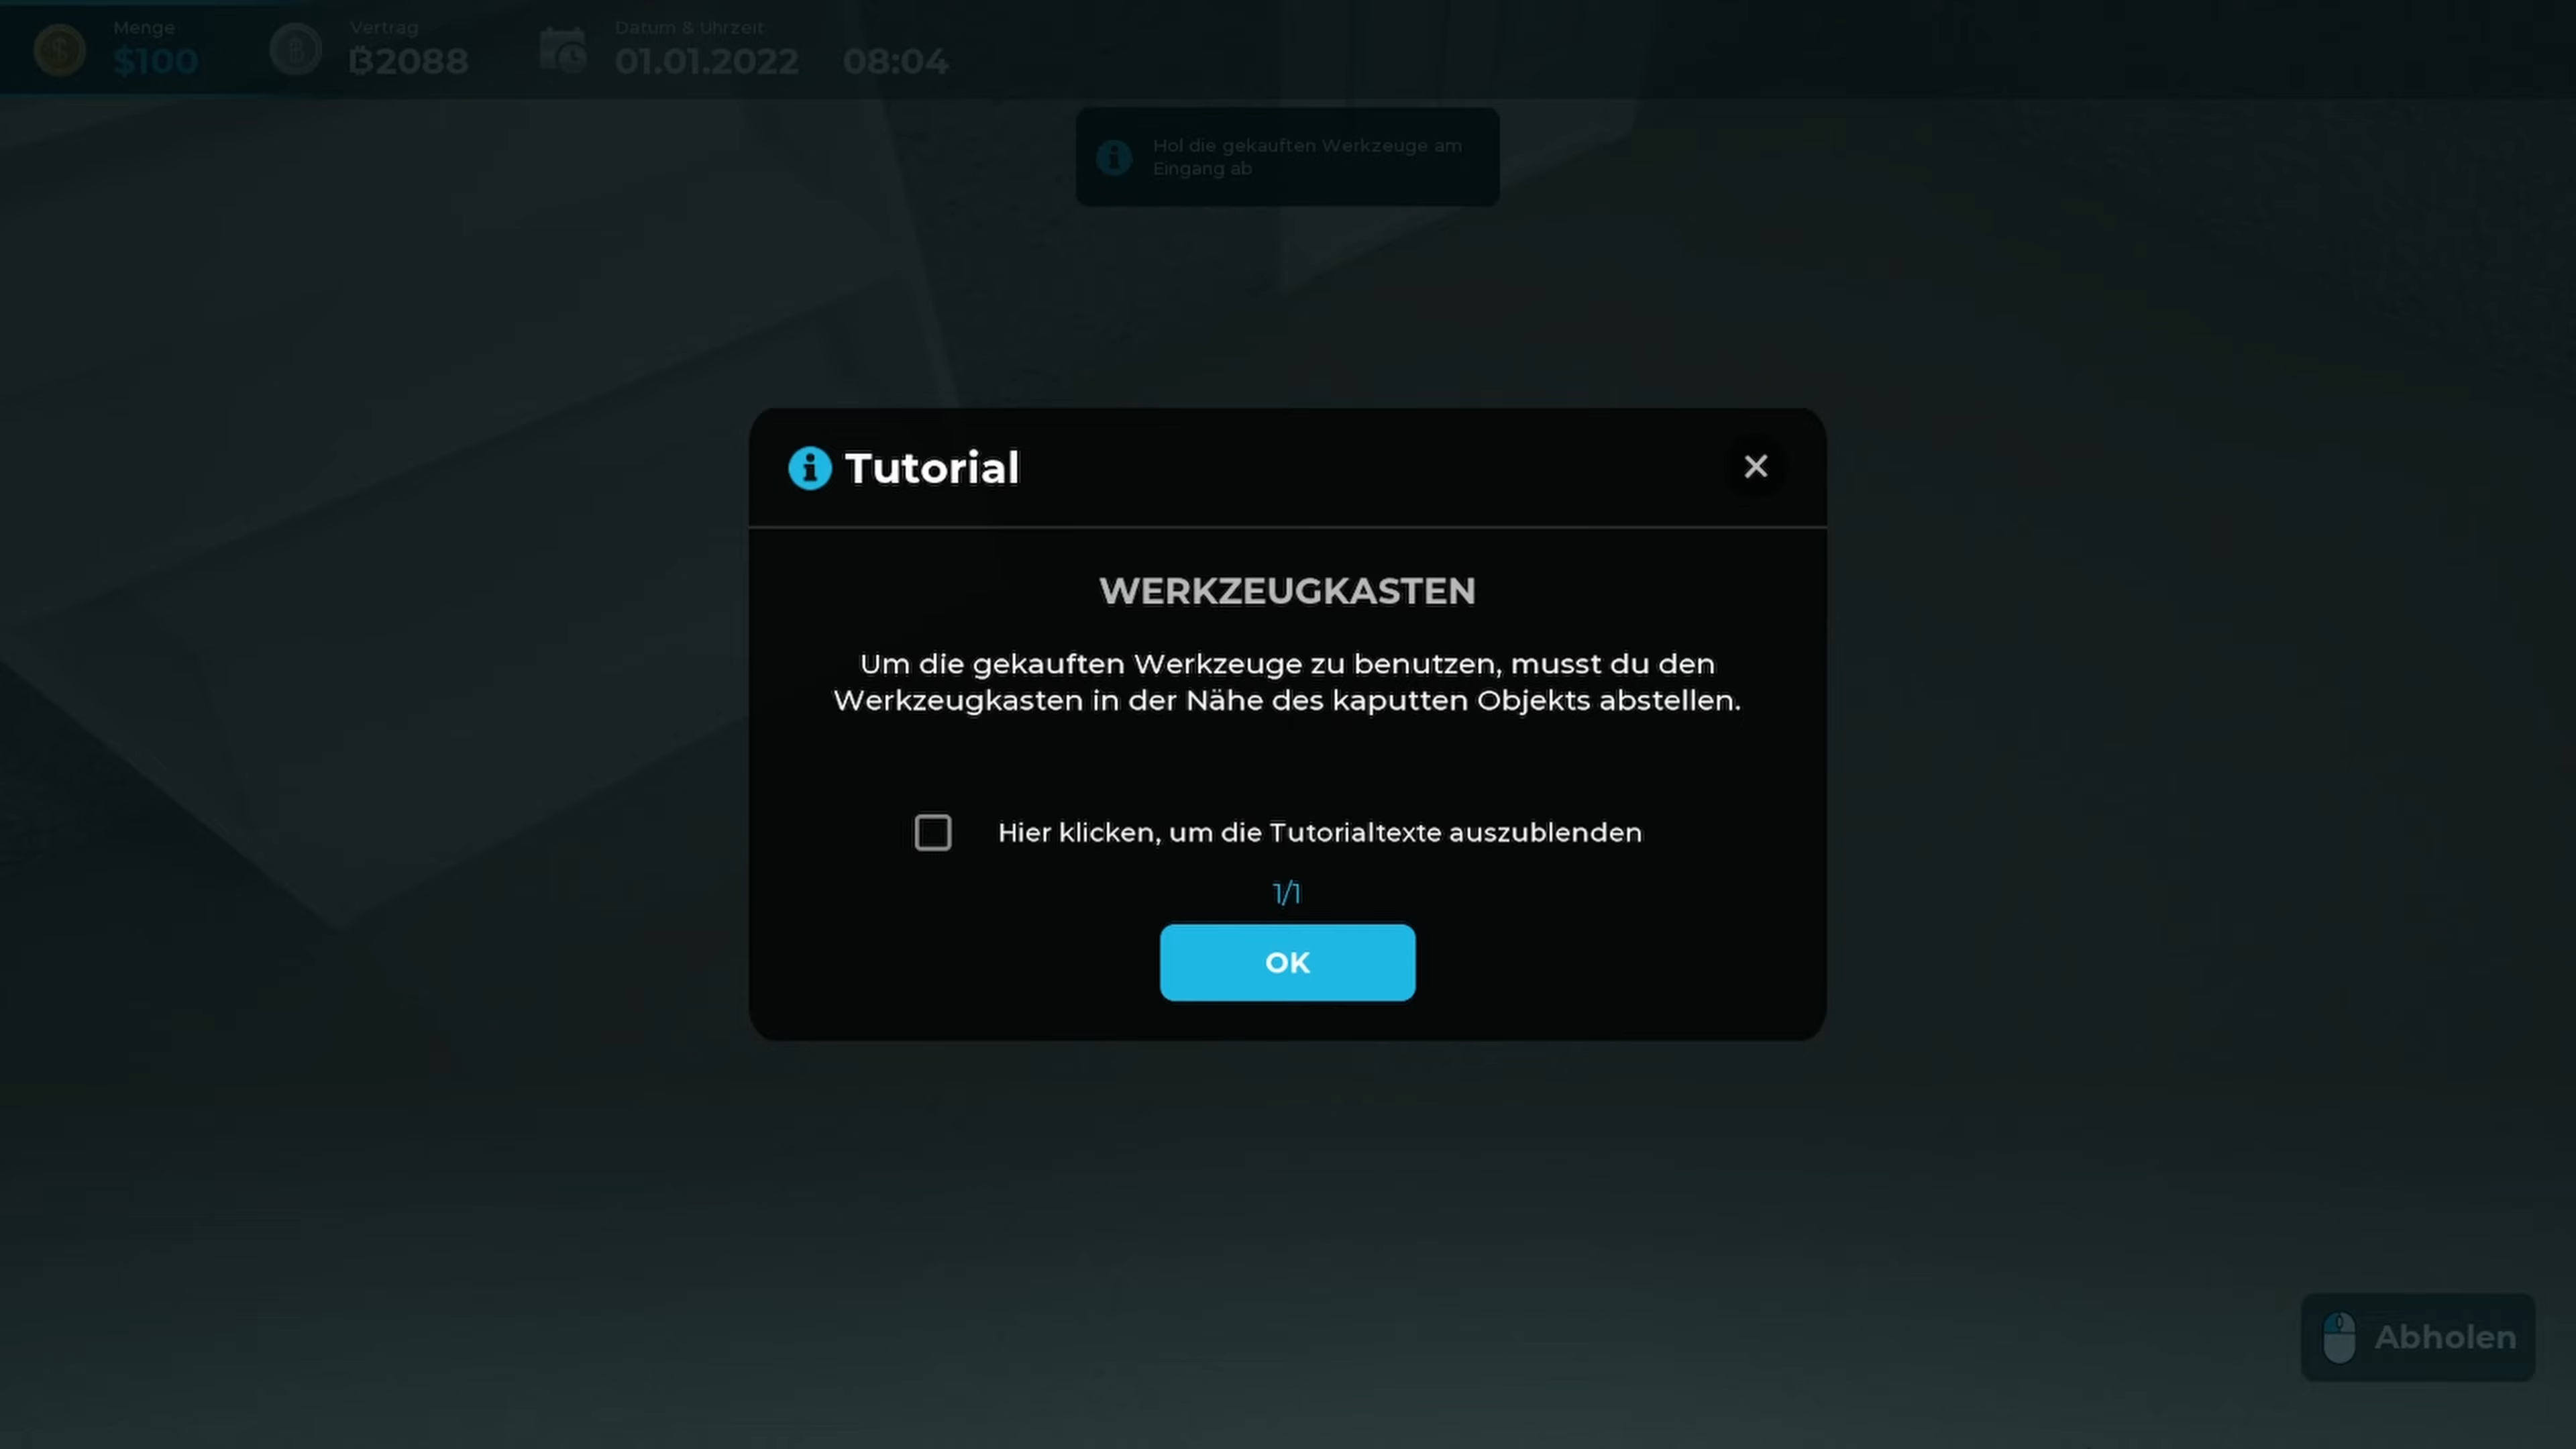 Menge
$100
Vertrag
₿2088
Datum & Uhrzeit
01.01.2022 08:04
Hol die gekauften Werkzeuge am
Eingang ab
Tutorial
WERKZEUGKASTEN
Um die gekauften Werkzeuge zu benutzen, musst du den
Werkzeugkasten in der Nähe des kaputten Objekts abstellen.
Hier klicken, um die Tutorialtexte auszublenden
1/1
OK
Abholen